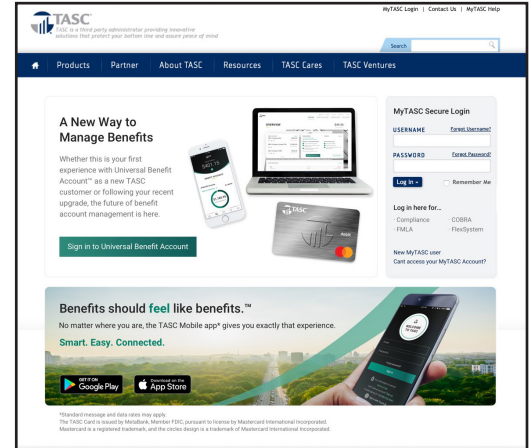 MyTASC Login | Contact Us | MyTASC Help
TASC
TASC is a third party administrator providing innovative
solutions that protect your bottom line and assure peace of mind
Search
Products Partner About TASC Resources TASC Cares TASC Ventures
A New Way to
Manage Benefits
Whether this is your first
experience with Universal Benefit
Account™ as a new TASC
customer or following your recent
upgrade, the future of benefit
account management is here.
Sign in to Universal Benefit Account
TASC
MyTASC Secure Login
USERNAME Forgot Username?
PASSWORD Forgot Password?
Log In Remember Me
Log in here for...
· Compliance · COBRA
· FMLA · FlexSystem
New MyTASC user
Cant access your MyTASC Account?
Benefits should feel like benefits.™
No matter where you are, the TASC Mobile app* gives you exactly that experience.
Smart. Easy. Connected.
GET IT ON
Google Play
Download on the
App Store
WELCOME
TO TASC
*Standard message and data rates may apply.
The TASC Card is issued by MetaBank, Member FDIC, pursuant to license by Mastercard International Incorporated.
Mastercard is a registered trademark, and the circles design is a trademark of Mastercard International Incorporated.